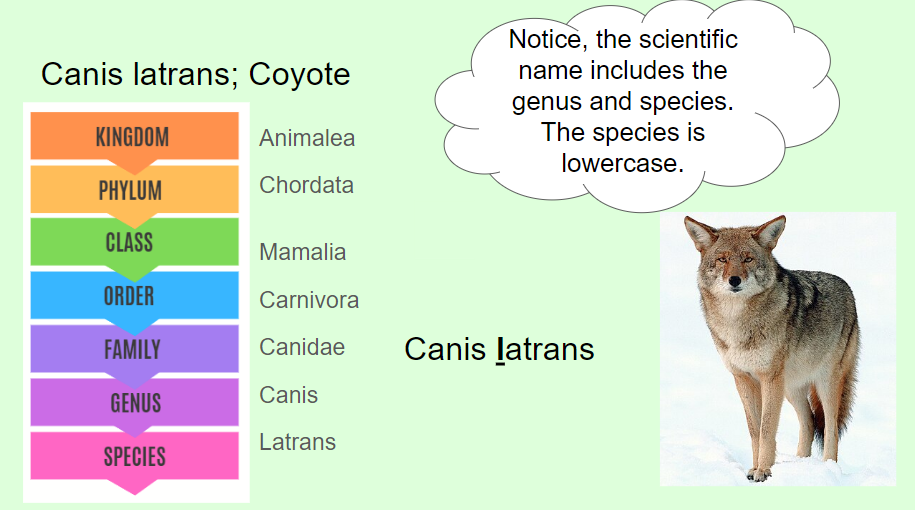 Canis latrans; Coyote
Notice, the scientific
name includes the
genus and species.
The species is
lowercase.
KINGDOM Animalea
PHYLUM Chordata
CLASS Mamalia
ORDER Carnivora
FAMILY Canidae
GENUS Canis
SPECIES Latrans
Canis latrans